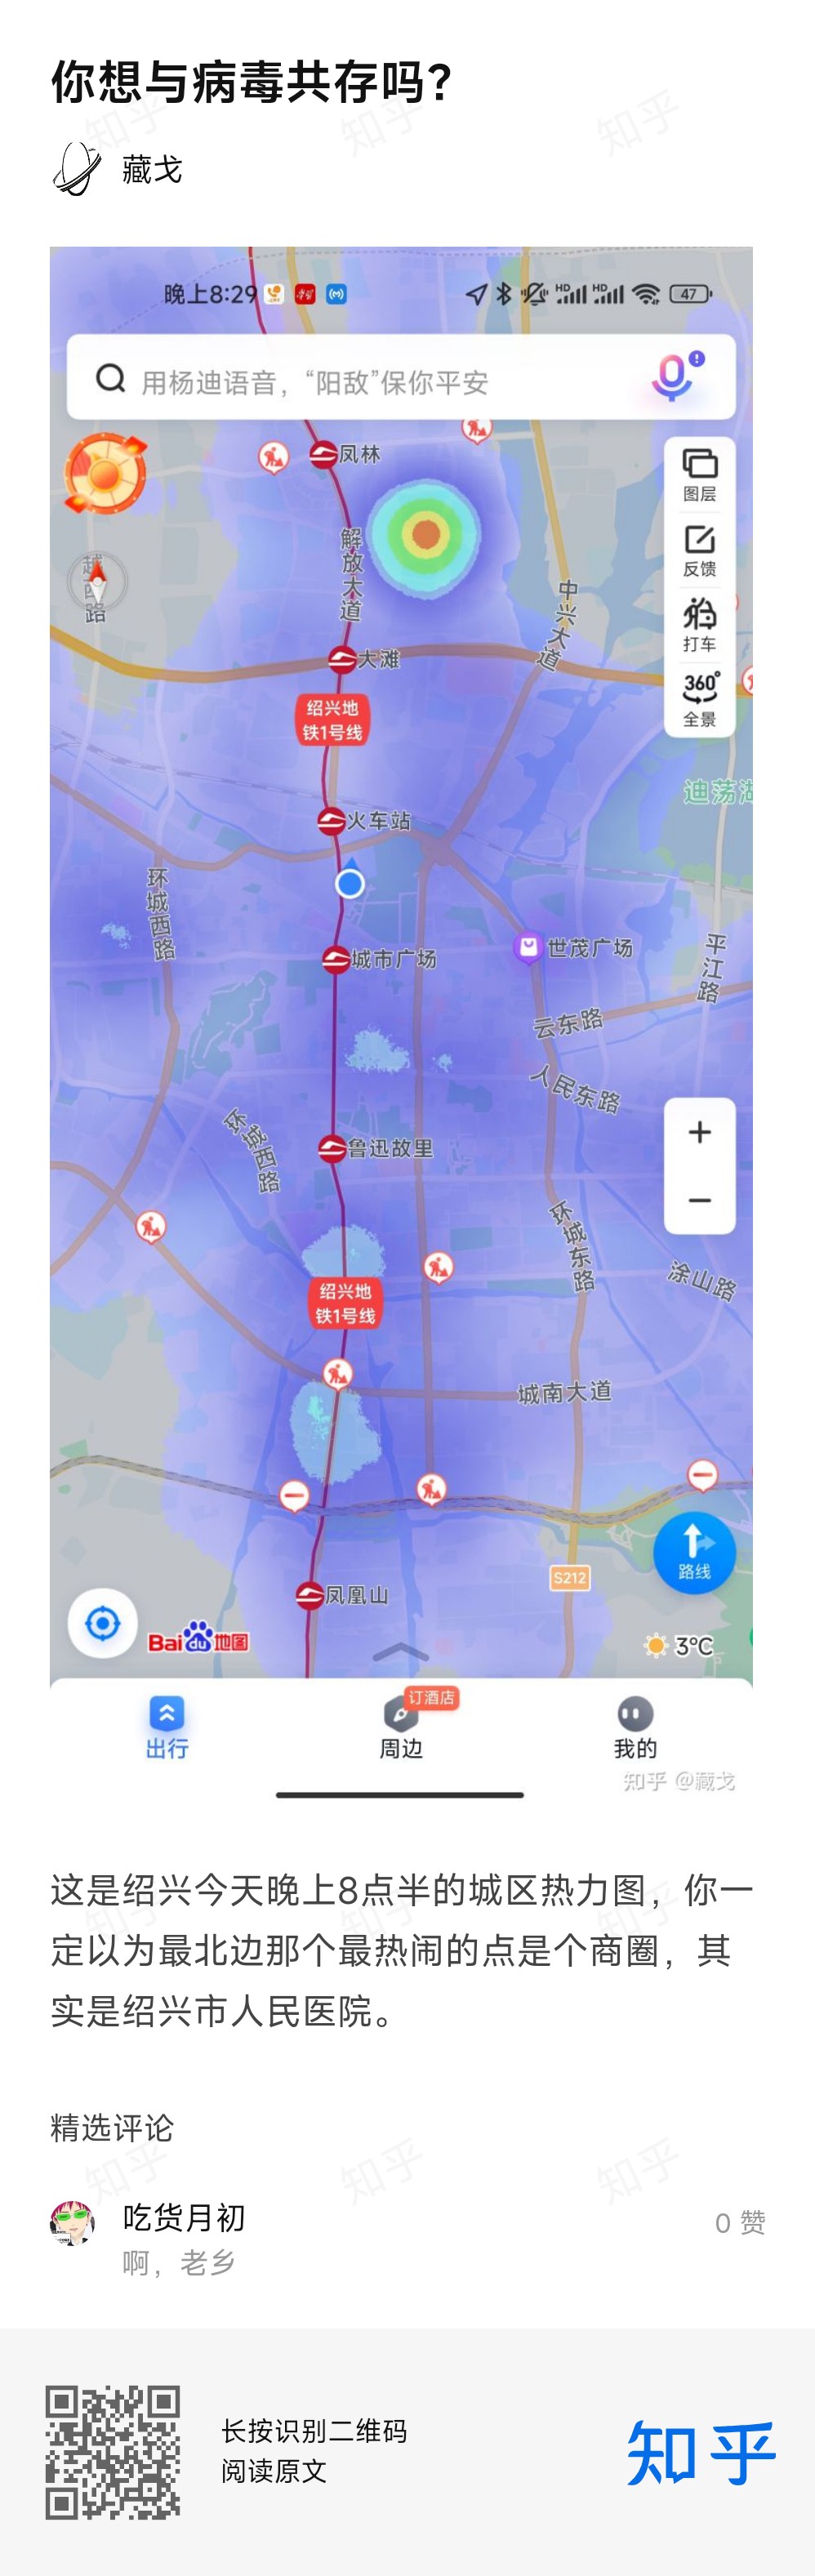 你想与病毒共存吗？
藏戈
晚上8:29
HD
HD
47
用杨迪语音，“阳敌”保你平安
凤林
图层
解放大道
反馈
中兴大道
打车
大滩
360°
全景
绍兴地
铁1号线
迪荡湖
火车站
环城西路
平江路
城市广场
世茂广场
云东路
人民东路
环城西路
鲁迅故里
环城东路
涂山路
绍兴地
铁1号线
城南大道
路线
S212
凤凰山
Bai du 地图
3°C
订酒店
出行
周边
我的
知乎 @藏戈
这是绍兴今天晚上8点半的城区热力图，你一
定以为最北边那个最热闹的点是个商圈，其
实是绍兴市人民医院。
精选评论
吃货月初
0 赞
啊，老乡
长按识别二维码
阅读原文
知乎